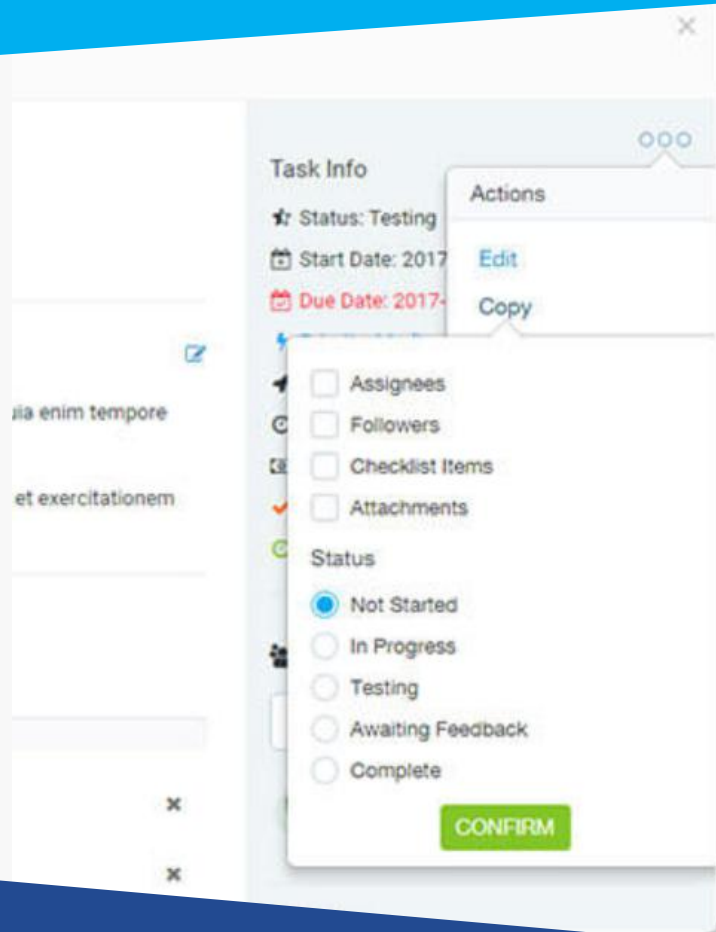 Task Info
Status: Testing
Start Date: 2017
Due Date: 2017-
Actions
Edit
Copy
enim tempore
et exercitationem
Assignees
Followers
Checklist Items
Attachments
Status
Not Started
In Progress
Testing
Awaiting Feedback
Complete
CONFIRM